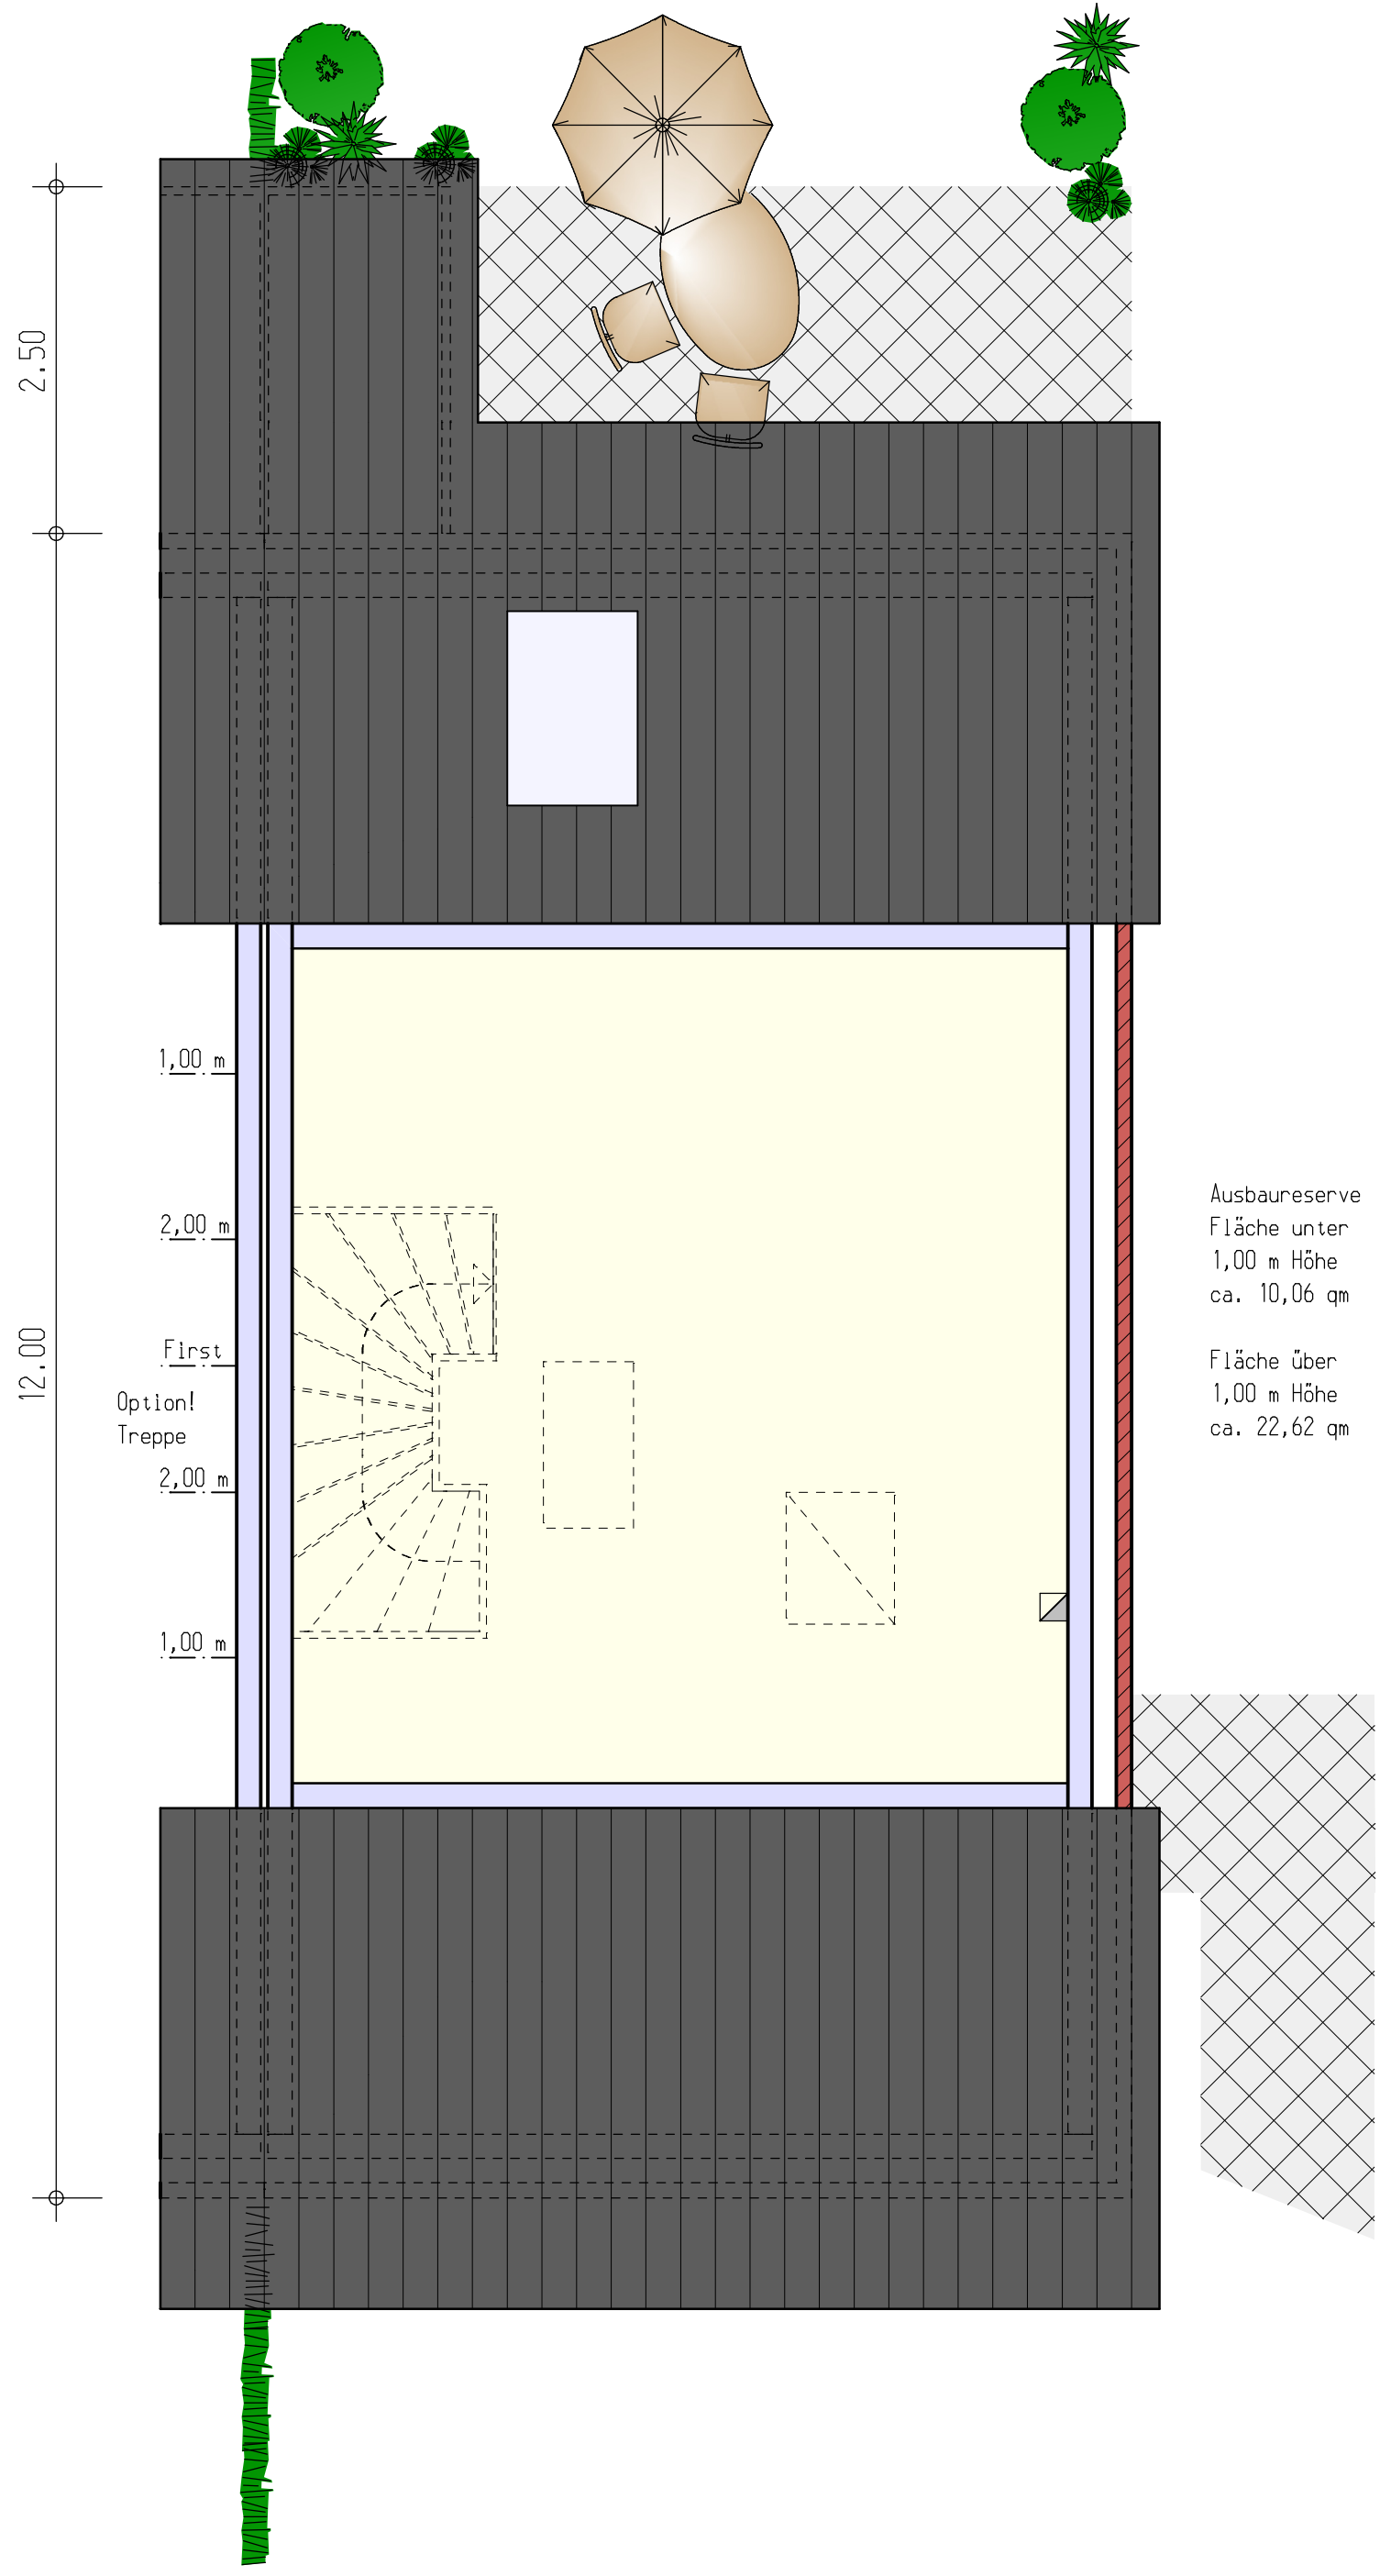 2.50
12.00
1,00 m
2,00 m
First
Option!
Treppe
2,00 m
1,00 m
Ausbaureserve
Fläche unter
1,00 m Höhe
ca. 10,06 qm
Fläche über
1,00 m Höhe
ca. 22,62 qm